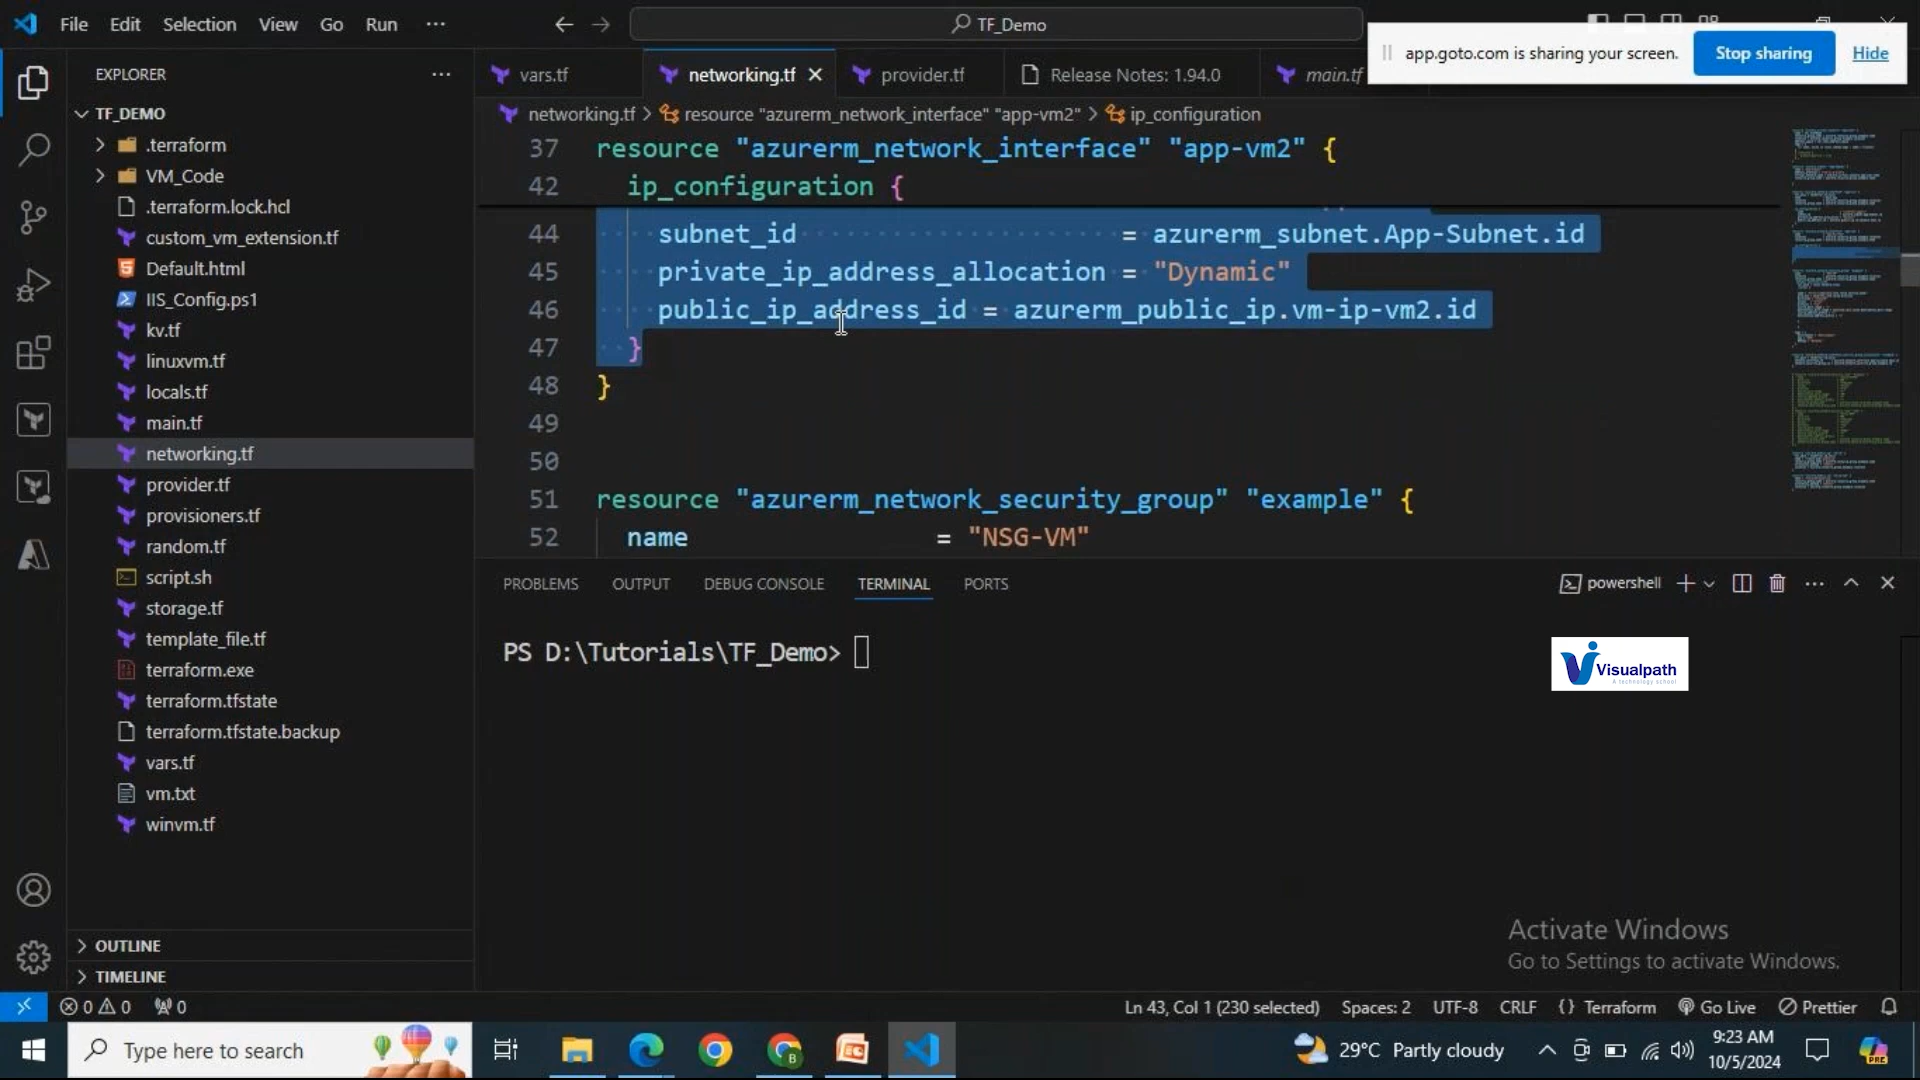 File Edit Selection View Go Run ···
TF_Demo
app.goto.com is sharing your screen. Stop sharing Hide
EXPLORER
vars.tf networking.tf provider.tf Release Notes: 1.94.0 main.tf
TF_DEMO
networking.tf > resource "azurerm_network_interface" "app-vm2" > ip_configuration
.terraform
VM_Code
.terraform.lock.hcl
custom_vm_extension.tf
Default.html
IIS_Config.ps1
kv.tf
linuxvm.tf
locals.tf
main.tf
networking.tf
provider.tf
provisioners.tf
random.tf
script.sh
storage.tf
template_file.tf
terraform.exe
terraform.tfstate
terraform.tfstate.backup
vars.tf
vm.txt
winvm.tf
OUTLINE
TIMELINE
37 resource "azurerm_network_interface" "app-vm2" {
42 ip_configuration {
44 subnet_id = azurerm_subnet.App-Subnet.id
45 private_ip_address_allocation = "Dynamic"
46 public_ip_address_id = azurerm_public_ip.vm-ip-vm2.id
47 }
48 }
49
50
51 resource "azurerm_network_security_group" "example" {
52 name = "NSG-VM"
PROBLEMS OUTPUT DEBUG CONSOLE TERMINAL PORTS
powershell
PS D:\Tutorials\TF_Demo>
Visualpath
A technology school
Activate Windows
Go to Settings to activate Windows.
0 0 0
Ln 43, Col 1 (230 selected) Spaces: 2 UTF-8 CRLF {} Terraform Go Live Prettier
Type here to search
B
29°C Partly cloudy
9:23 AM
10/5/2024
PRE